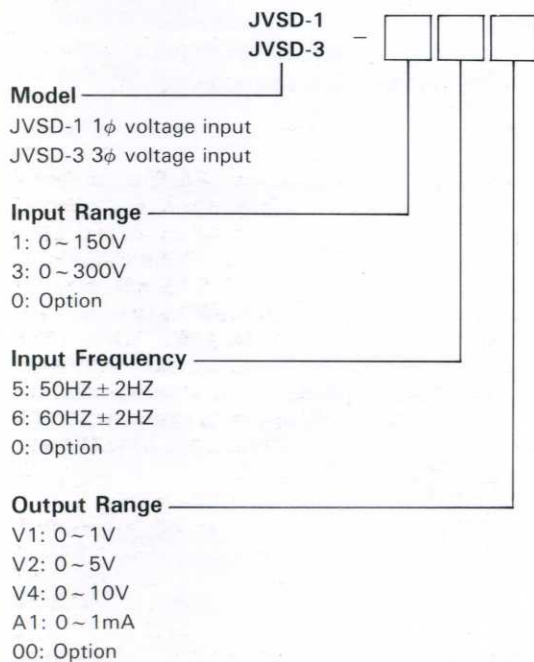 JVSD-1
JVSD-3 -
Model
JVSD-1 1φ voltage input
JVSD-3 3φ voltage input
Input Range
1: 0~150V
3: 0~300V
0: Option
Input Frequency
5: 50HZ ± 2HZ
6: 60HZ ± 2HZ
0: Option
Output Range
V1: 0~1V
V2: 0~5V
V4: 0~10V
A1: 0~1mA
00: Option